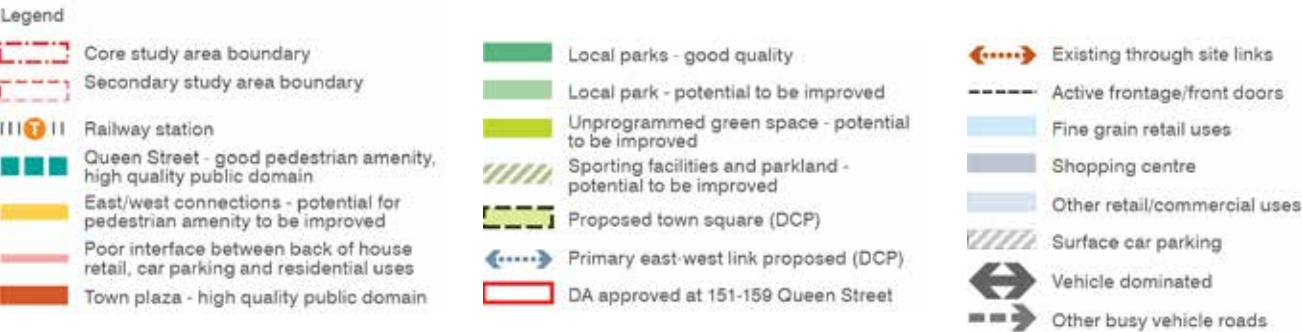 Legend
Core study area boundary
Secondary study area boundary
T
Railway station
Queen Street - good pedestrian amenity,
high quality public domain
East/west connections - potential for
pedestrian amenity to be improved
Poor interface between back of house
retail, car parking and residential uses
Town plaza - high quality public domain
Local parks - good quality
Local park - potential to be improved
Unprogrammed green space - potential
to be improved
Sporting facilities and parkland -
potential to be improved
Proposed town square (DCP)
Primary east-west link proposed (DCP)
DA approved at 151-159 Queen Street
Existing through site links
Active frontage/front doors
Fine grain retail uses
Shopping centre
Other retail/commercial uses
Surface car parking
Vehicle dominated
Other busy vehicle roads